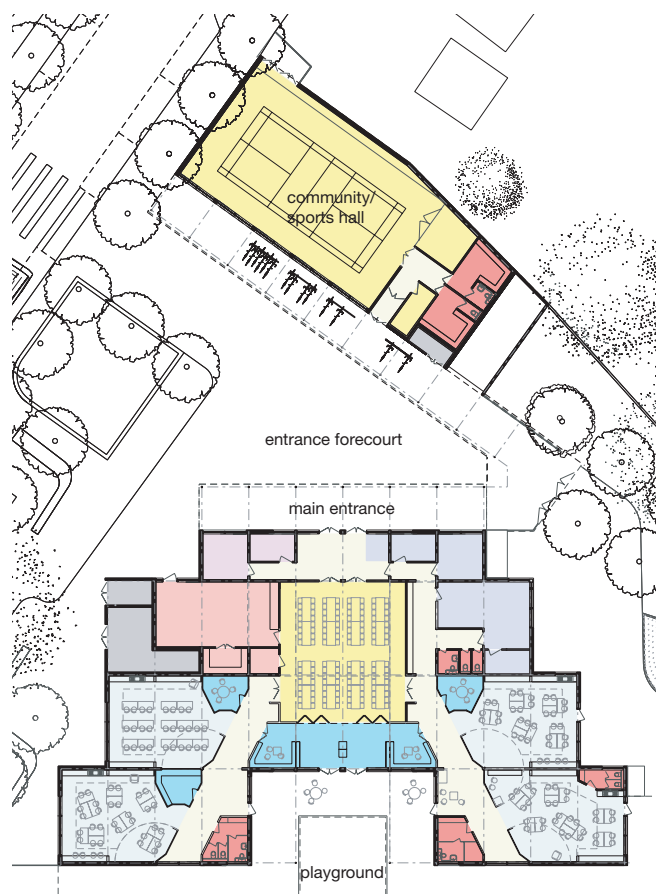 community/
sports hall
entrance forecourt
main entrance
playground